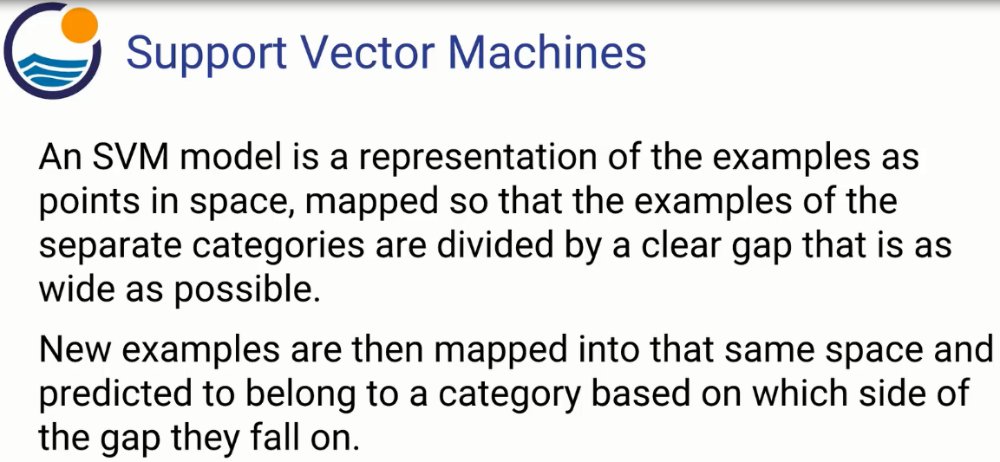 Support Vector Machines
An SVM model is a representation of the examples as
points in space, mapped so that the examples of the
separate categories are divided by a clear gap that is as
wide as possible.
New examples are then mapped into that same space and
predicted to belong to a category based on which side of
the gap they fall on.